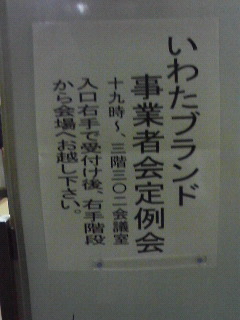 いわたブランド
事業者会定例会
十九時～、三階三〇二会議室
入口右手で受付け後、右手階段
から会場へお越し下さい。